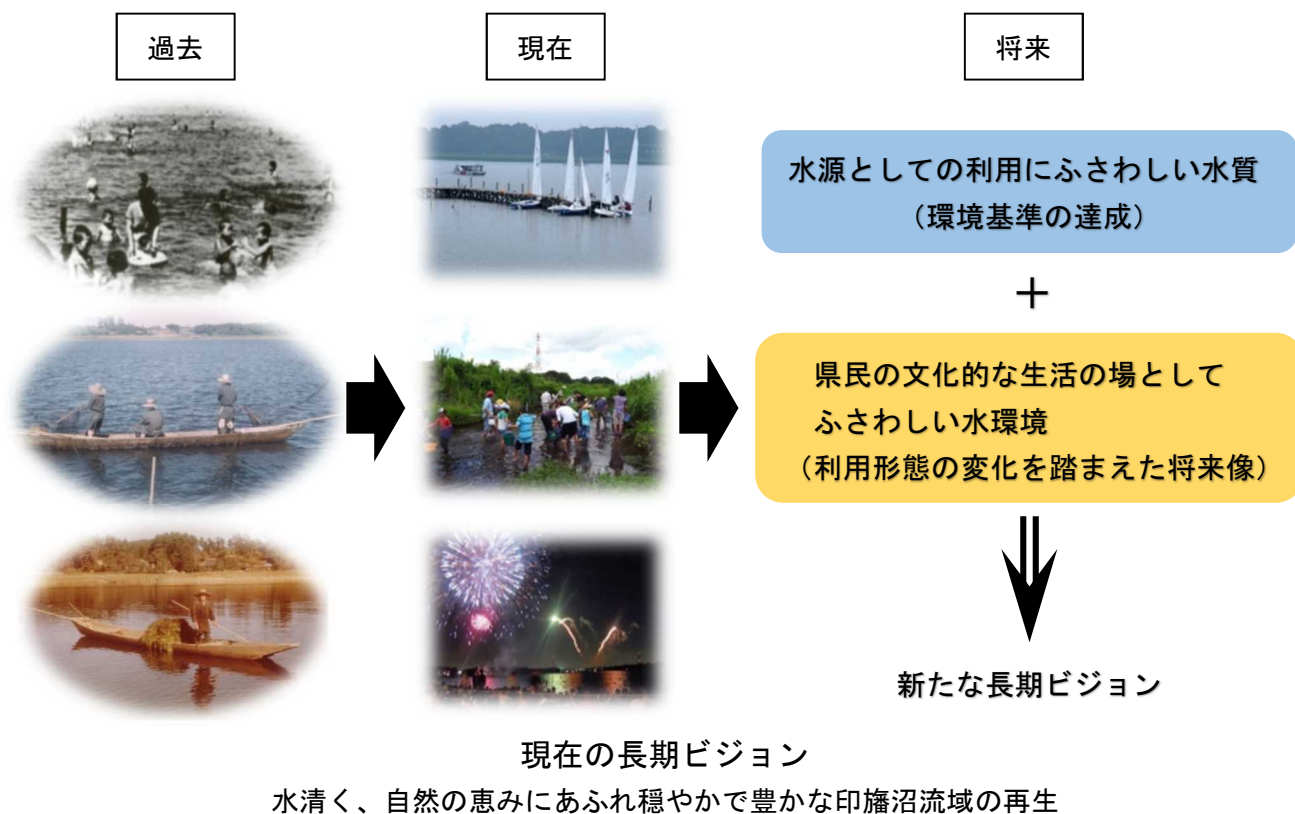 過去
現在
将来
水源としての利用にふさわしい水質
（環境基準の達成）
＋
県民の文化的な生活の場として
ふさわしい水環境
（利用形態の変化を踏まえた将来像）
新たな長期ビジョン
現在の長期ビジョン
水清く、自然の恵みにあふれ穏やかで豊かな印旛沼流域の再生